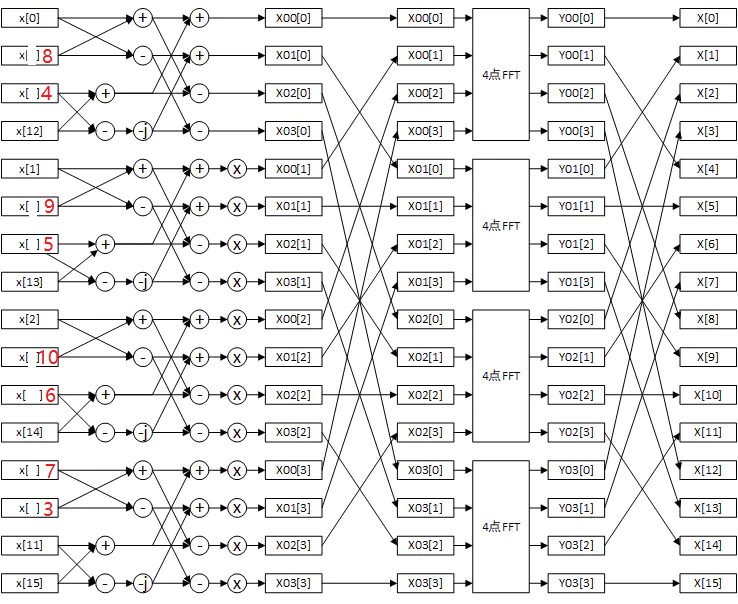 x[0] + + X00[0] X00[0] Y00[0] X[0]
x[ ]8 - + X01[0] X00[1] Y00[1] X[1]
4点FFT
x[ ]4 + - X02[0] X00[2] Y00[2] X[2]
x[12] - -j - X03[0] X00[3] Y00[3] X[3]
x[1] + + X X00[1] X01[0] Y01[0] X[4]
x[ ]9 - + X X01[1] X01[1] Y01[1] X[5]
4点FFT
x[ ]5 + - X X02[1] X01[2] Y01[2] X[6]
x[13] - -j - X X03[1] X01[3] Y01[3] X[7]
x[2] + + X X00[2] X02[0] Y02[0] X[8]
x[ ]10 - + X X01[2] X02[1] Y02[1] X[9]
4点FFT
x[ ]6 + - X X02[2] X02[2] Y02[2] X[10]
x[14] - -j - X X03[2] X02[3] Y02[3] X[11]
x[ ]7 + + X X00[3] X03[0] Y03[0] X[12]
x[ ]3 - + X X01[3] X03[1] Y03[1] X[13]
4点FFT
x[11] + - X X02[3] X03[2] Y03[2] X[14]
x[15] - -j - X X03[3] X03[3] Y03[3] X[15]